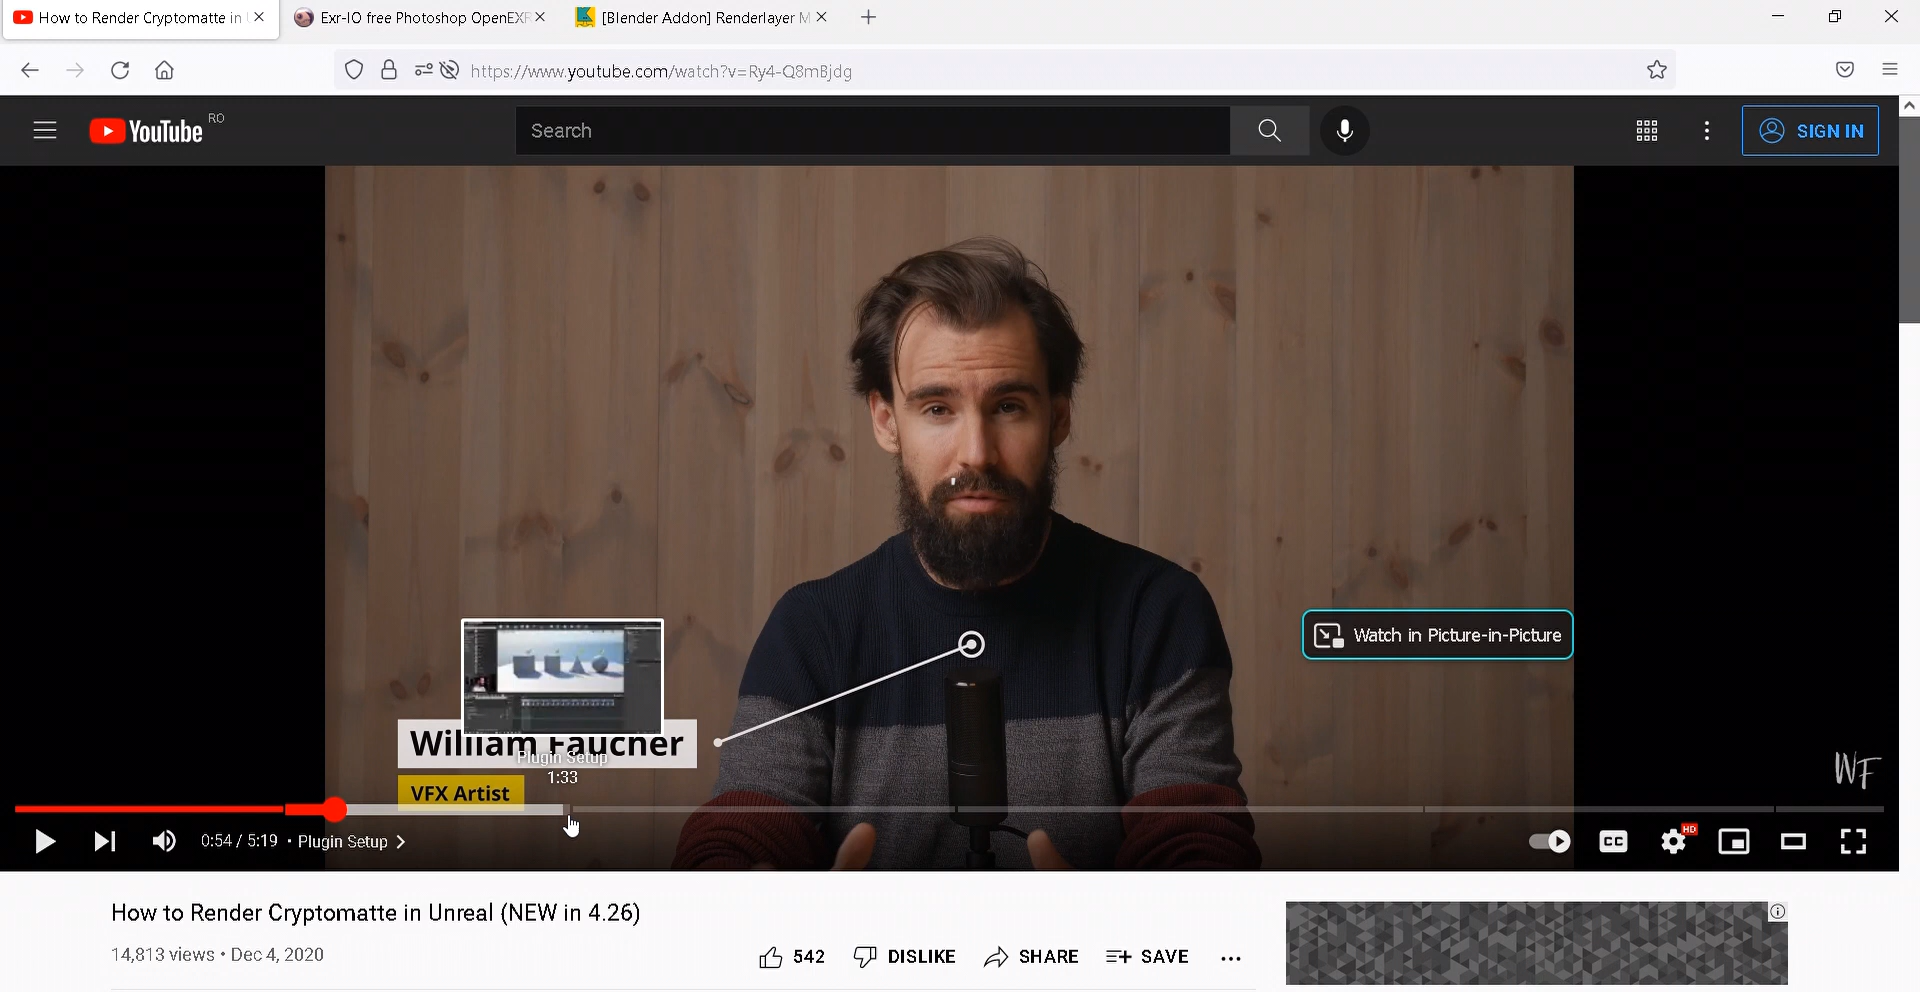 How to Render Cryptomatte in
Exr-IO free Photoshop OpenEXR
[Blender Addon] Renderlayer M
https://www.youtube.com/watch?v=Ry4-Q8mBjdg
YouTube RO
Search
SIGN IN
Watch in Picture-in-Picture
William Faucher
Plugin Setup
1:33
VFX Artist
WF
0:54 / 5:19 • Plugin Setup
CC
HD
How to Render Cryptomatte in Unreal (NEW in 4.26)
14,813 views • Dec 4, 2020
542
DISLIKE
SHARE
SAVE